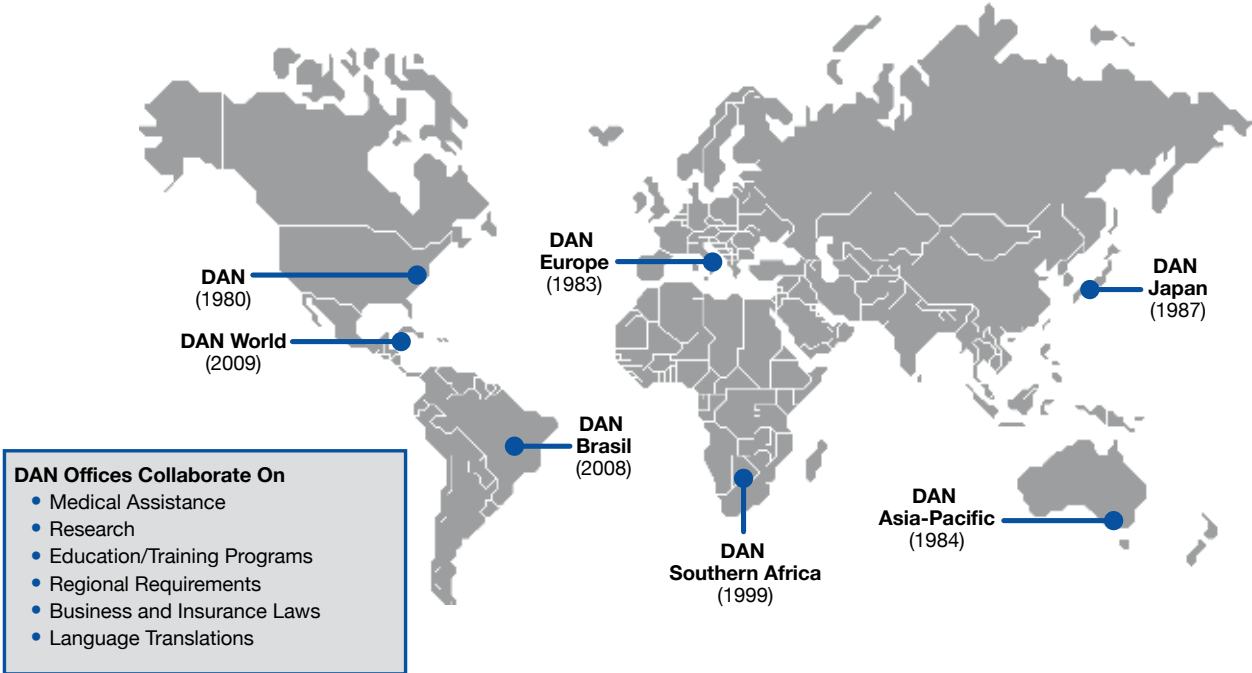 DAN
(1980)
DAN World
(2009)
DAN
Europe
(1983)
DAN
Japan
(1987)
DAN
Brasil
(2008)
DAN
Southern Africa
(1999)
DAN
Asia-Pacific
(1984)
DAN Offices Collaborate On
• Medical Assistance
• Research
• Education/Training Programs
• Regional Requirements
• Business and Insurance Laws
• Language Translations